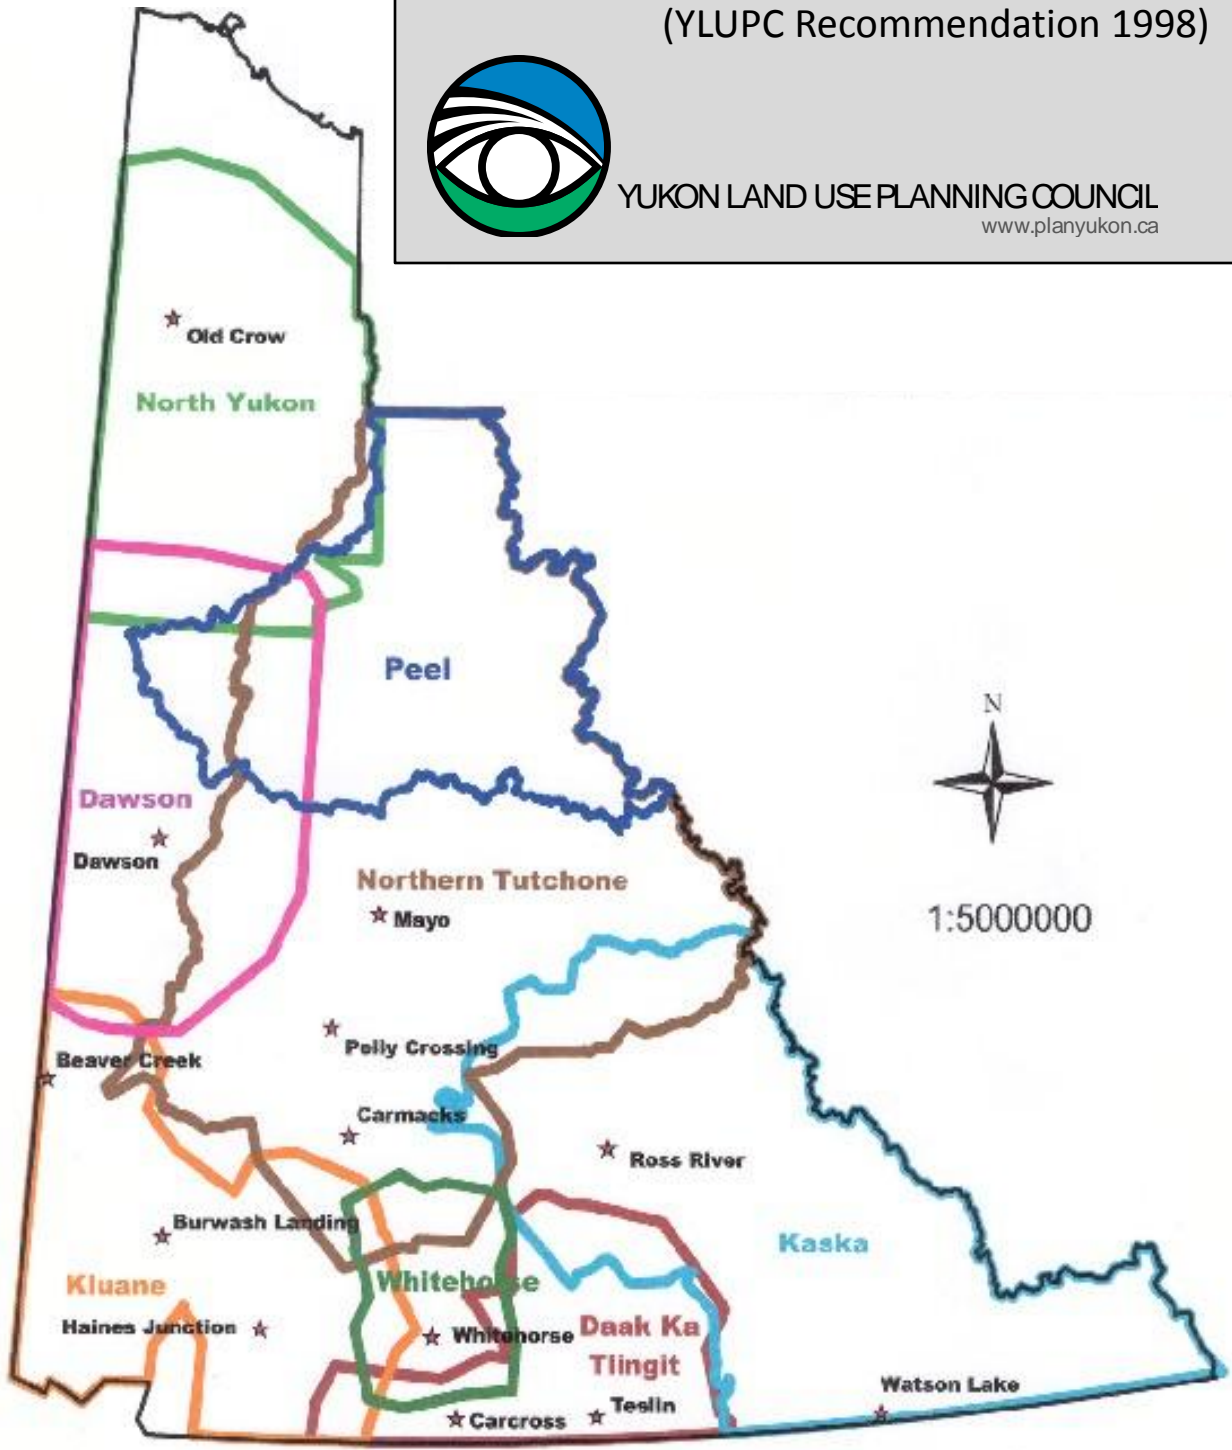 (YLUPC Recommendation 1998)
YUKON LAND USE PLANNING COUNCIL
www.planyukon.ca
Old Crow
North Yukon
Peel
N
Dawson
Dawson
Northern Tutchone
Mayo
1:5000000
Pelly Crossing
Beaver Creek
Carmacks
Ross River
Burwash Landing
Kaska
Kluane
Whitehorse
Haines Junction
Whitehorse
Daak Ka
Tlingit
Watson Lake
Carcross
Teslin